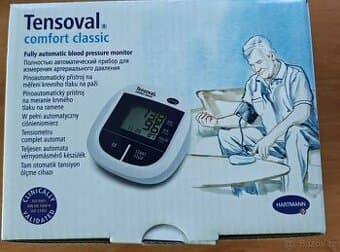 Tensoval®
comfort classic
Fully automatic blood pressure monitor
Полностью автоматический прибор для
измерения артериального давления
Plnoautomatický přístroj na
měření krevního tlaku na paži
Plnoautomatický prístroj
na meranie krvného
tlaku na ramene
W pełni automatyczny
ciśnieniomierz
Tensiometru
complet automat
Teljesen automata
vérnyomásmérő készülék
Tam otomatik tansiyon
ölçme cihazı
CLINICALLY
VALIDATED
HARTMANN